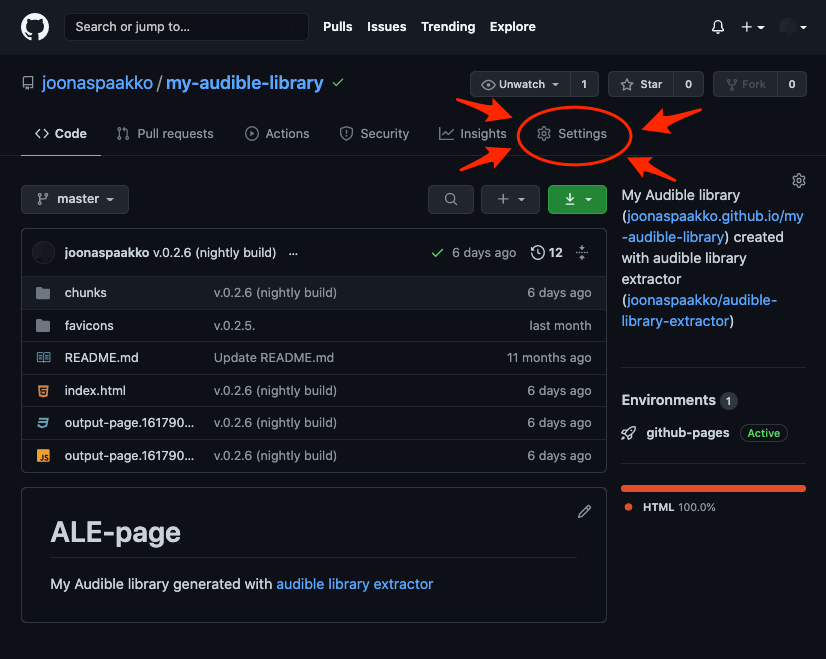 Search or jump to... Pulls Issues Trending Explore
joonaspaakko / my-audible-library Unwatch 1 Star 0 Fork 0
Code Pull requests Actions Security Insights Settings
master
My Audible library
(joonaspaakko.github.io/my
-audible-library) created
with audible library
extractor
(joonaspaakko/audible-
library-extractor)
joonaspaakko v.0.2.6 (nightly build) ... 6 days ago 12
chunks v.0.2.6 (nightly build) 6 days ago
favicons v.0.2.5. last month
README.md Update README.md 11 months ago
index.html v.0.2.6 (nightly build) 6 days ago
output-page.161790... v.0.2.6 (nightly build) 6 days ago
JS output-page.161790... v.0.2.6 (nightly build) 6 days ago
Environments 1
github-pages Active
HTML 100.0%
ALE-page
My Audible library generated with audible library extractor